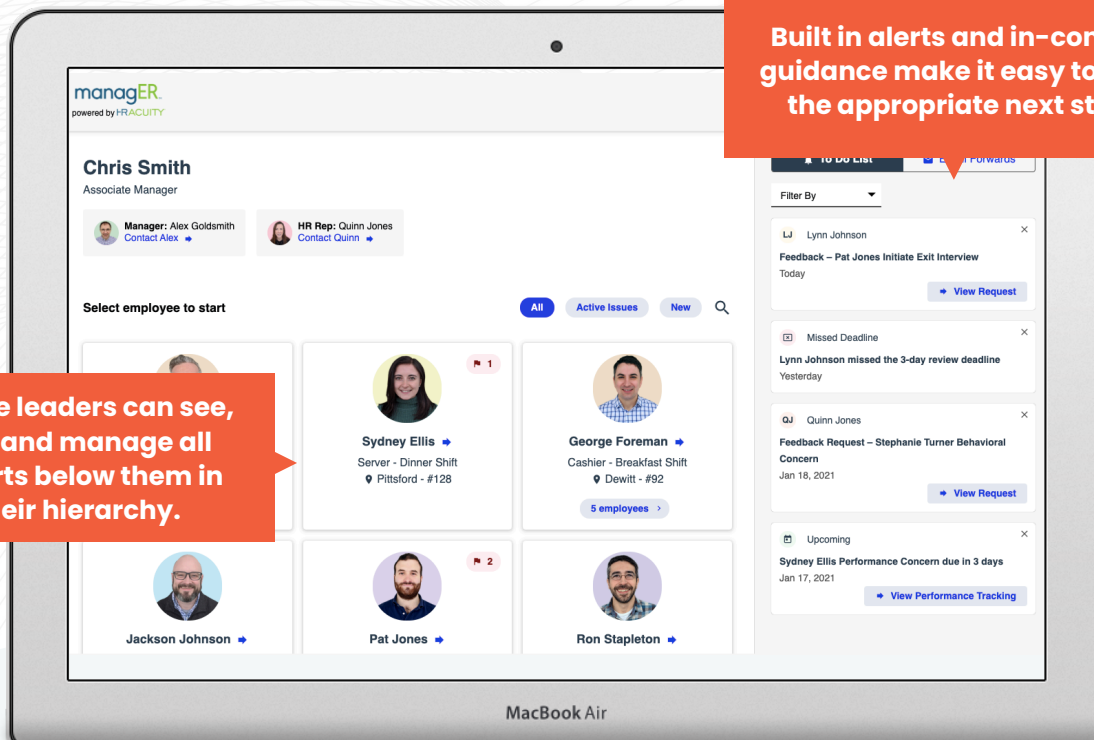 Built in alerts and
guidance make it easy to
the appropriate next
managER
powered by HRACUITY
Chris Smith
Associate Manager
Manager: Alex Goldsmith
Contact Alex
HR Rep: Quinn Jones
Contact Quinn
Select employee to start
All
Active Issues
New
leaders can see,
and manage all
below them in
hierarchy.
1
Sydney Ellis
Server - Dinner Shift
Pittsford - #128
George Foreman
Cashier - Breakfast Shift
Dewitt - #92
5 employees >
Jackson Johnson
2
Pat Jones
Ron Stapleton
To Do List
Forwards
Filter By
LJ Lynn Johnson
Feedback – Pat Jones Initiate Exit Interview
Today
View Request
Missed Deadline
Lynn Johnson missed the 3-day review deadline
Yesterday
QJ Quinn Jones
Feedback Request – Stephanie Turner Behavioral
Concern
Jan 18, 2021
View Request
Upcoming
Sydney Ellis Performance Concern due in 3 days
Jan 17, 2021
View Performance Tracking
MacBook Air